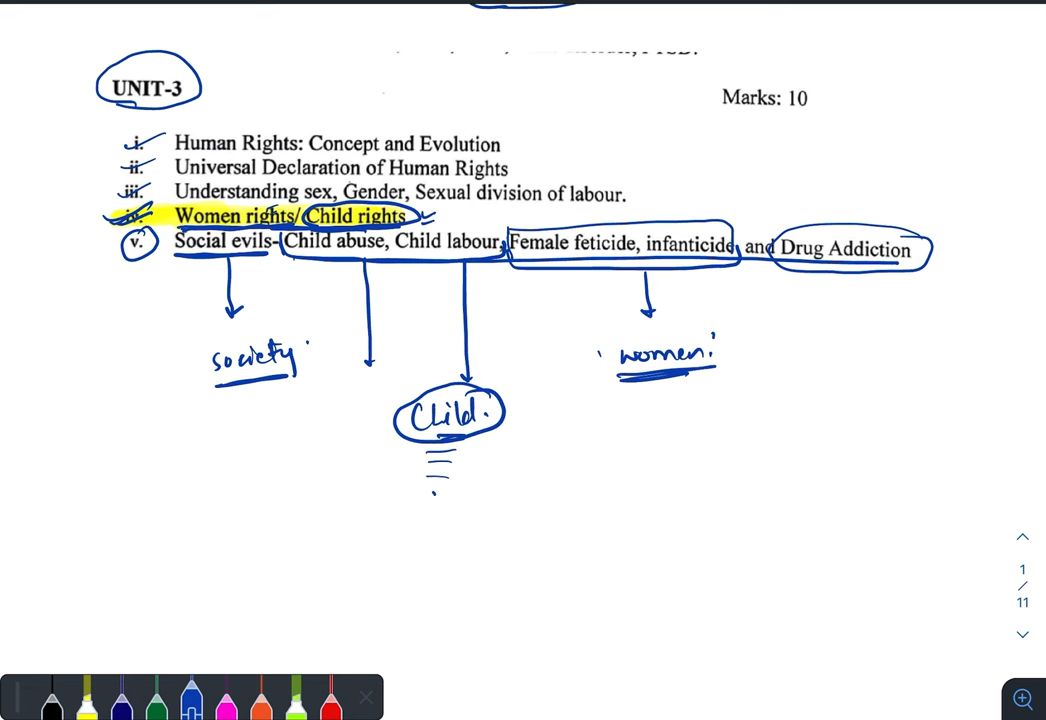 UNIT-3
Marks: 10
i. Human Rights: Concept and Evolution
ii. Universal Declaration of Human Rights
iii. Understanding sex, Gender, Sexual division of labour.
iv. Women rights/ Child rights
v. Social evils- Child abuse, Child labour, Female feticide, infanticide, and Drug Addiction
society
women
Child.
1
/
11